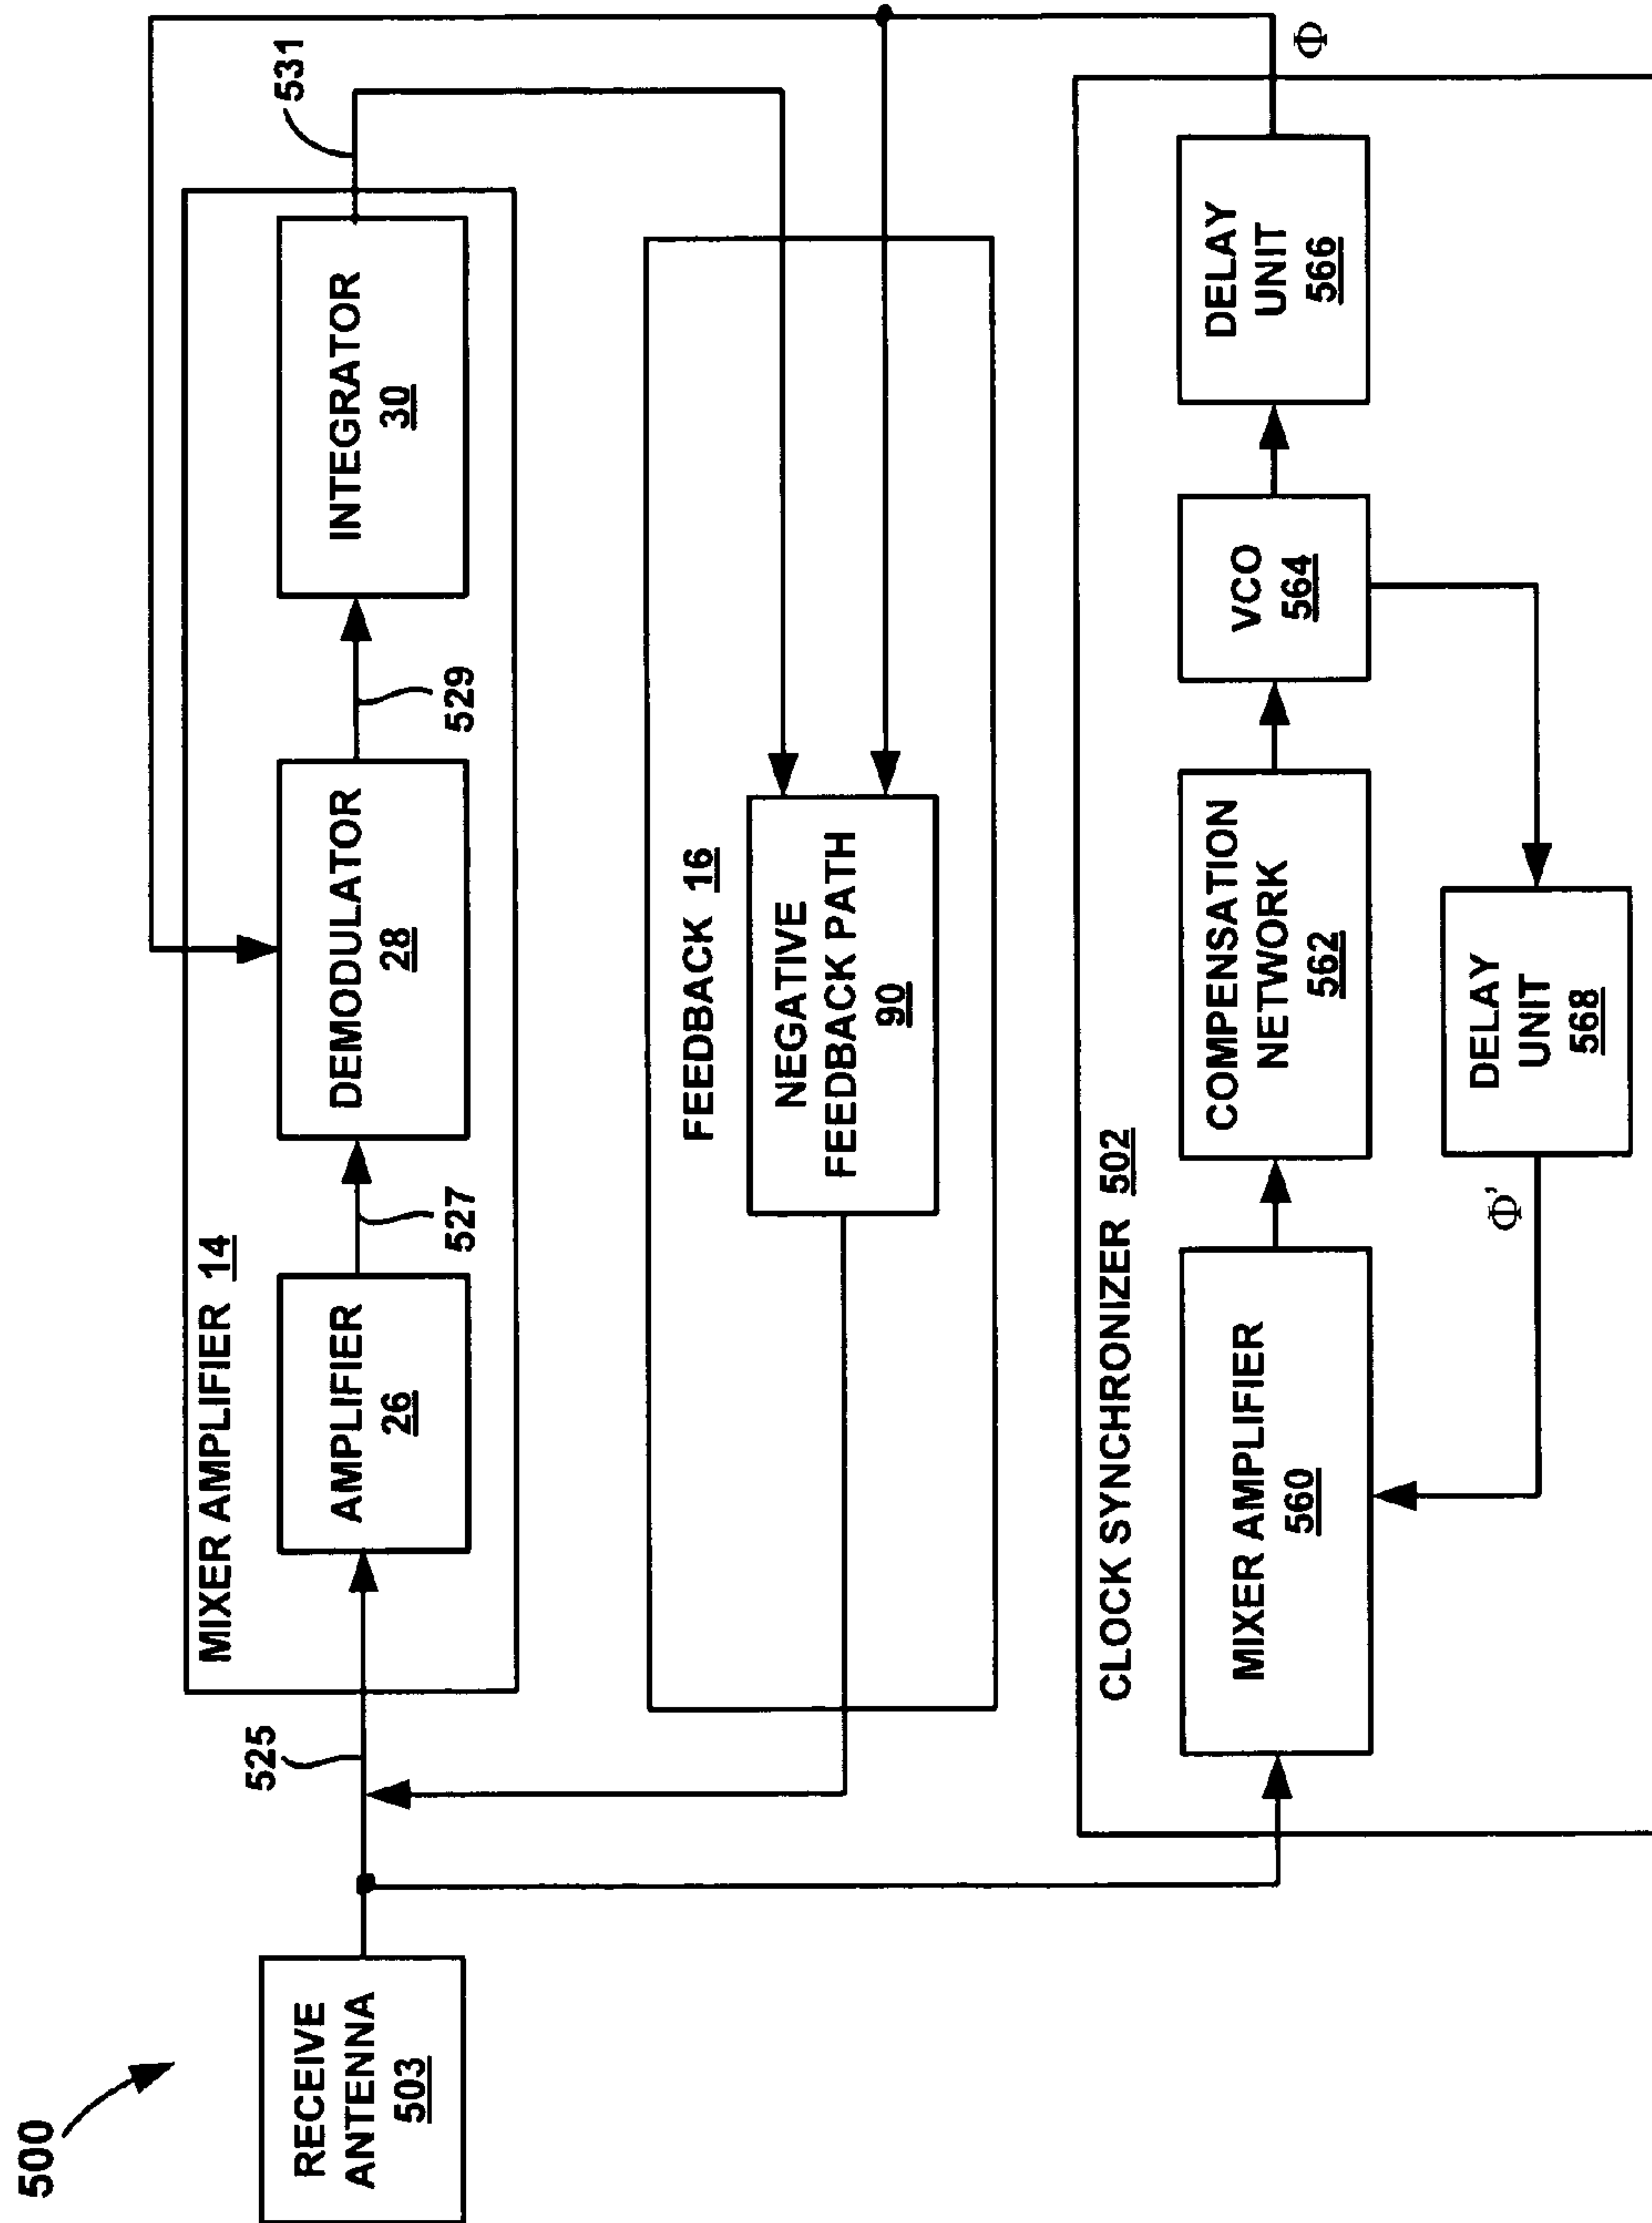 500
RECEIVE
ANTENNA
503
525
MIXER AMPLIFIER 14
AMPLIFIER
26
527
DEMODULATOR
28
529
INTEGRATOR
30
531
FEEDBACK 16
NEGATIVE
FEEDBACK PATH
90
CLOCK SYNCHRONIZER 502
MIXER AMPLIFIER
560
COMPENSATION
NETWORK
562
VCO
564
DELAY
UNIT
566
Φ
DELAY
UNIT
568
Φ'